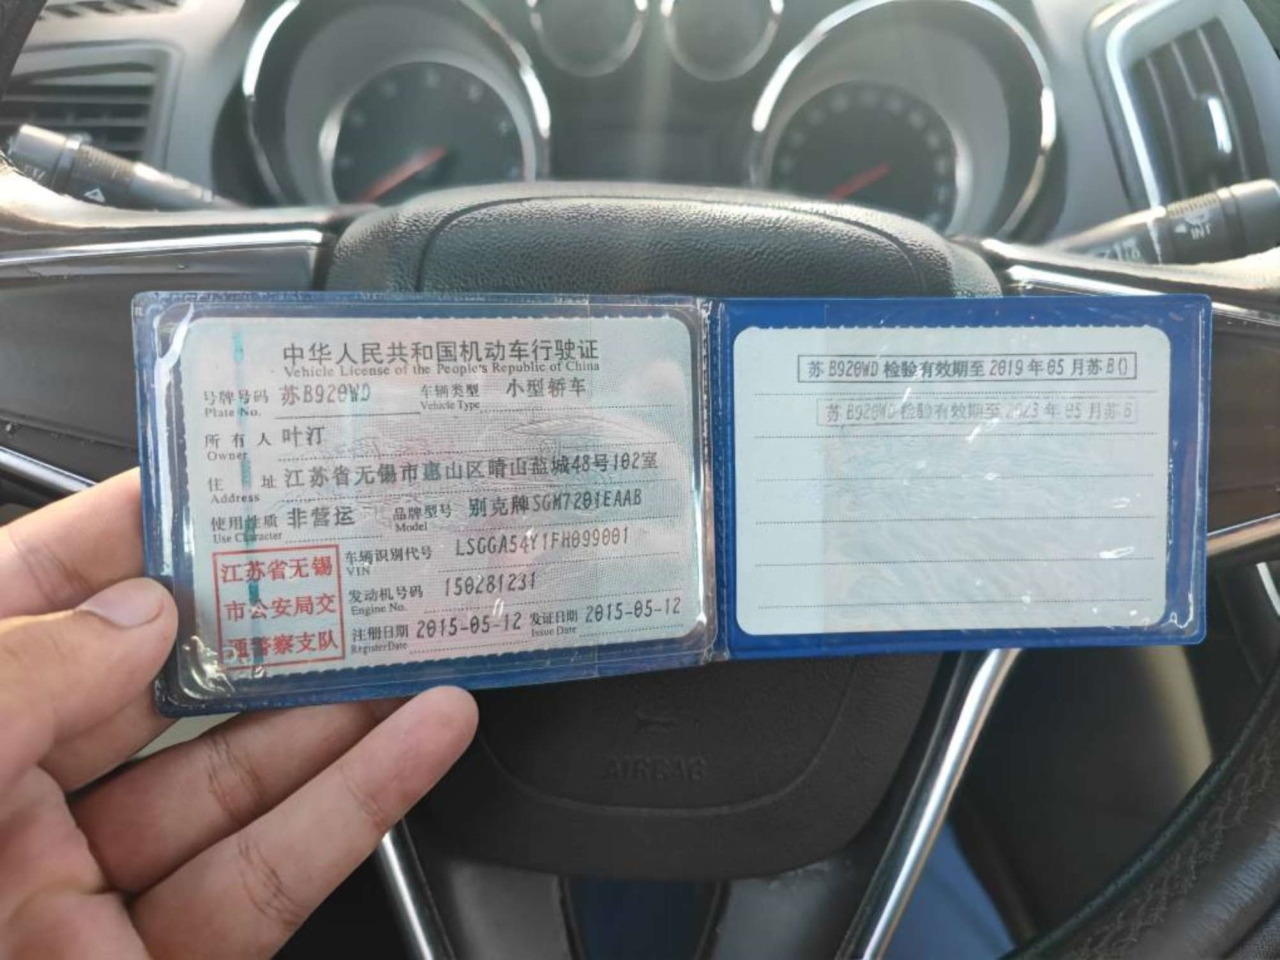 中华人民共和国机动车行驶证
Vehicle License of the People's Republic of China
号牌号码 苏B920WD 车辆类型 小型轿车
Plate No. Vehicle Type
所有人 叶汀
Owner
住址 江苏省无锡市惠山区晴山蓝城48号102室
Address
使用性质 非营运 品牌型号 别克牌SGM7201EAAB
Use Character Model
江苏省无锡
市公安局交
通警察支队
车辆识别代号 LSGGA54Y1FH099001
VIN
发动机号码 150281231
Engine No.
注册日期 2015-05-12 发证日期 2015-05-12
Register Date Issue Date
苏B920WD 检验有效期至 2019年05月苏B()
苏B920WD 检验有效期至 2023年05月苏B
AIRBAG
INT